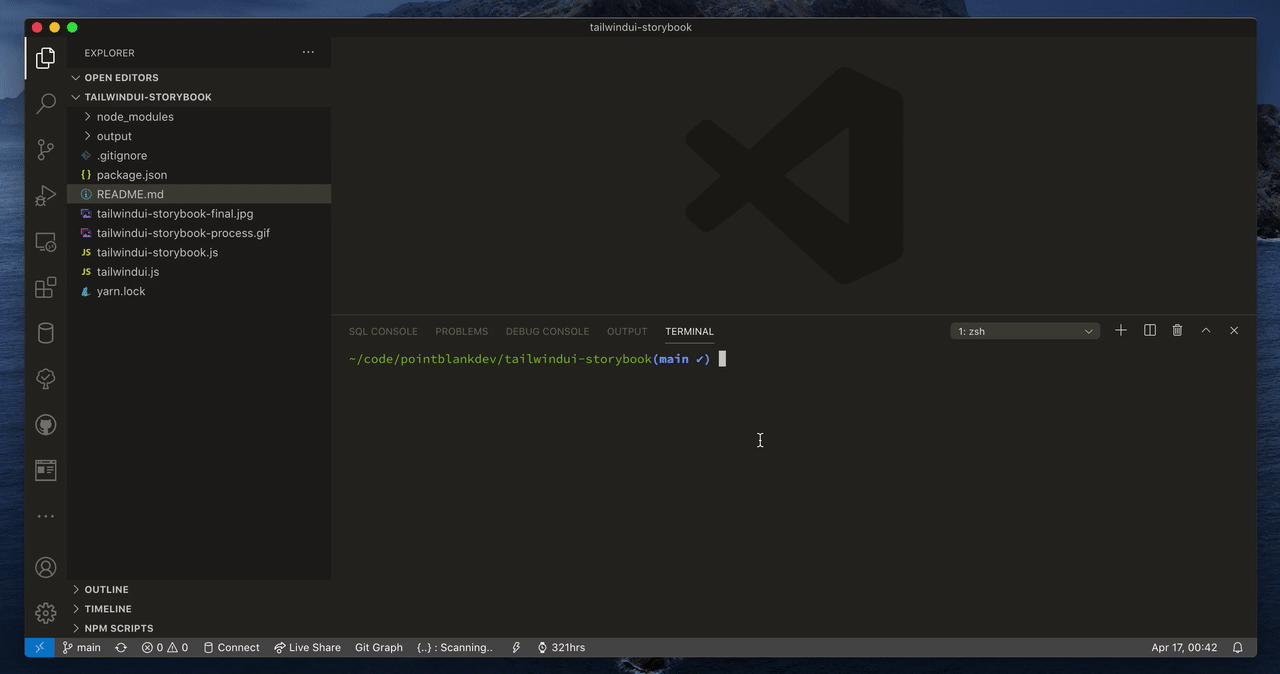 tailwindui-storybook
EXPLORER
OPEN EDITORS
TAILWINDUI-STORYBOOK
node_modules
output
.gitignore
{} package.json
README.md
tailwindui-storybook-final.jpg
tailwindui-storybook-process.gif
JS tailwindui-storybook.js
JS tailwindui.js
yarn.lock
OUTLINE
TIMELINE
NPM SCRIPTS
SQL CONSOLE PROBLEMS DEBUG CONSOLE OUTPUT TERMINAL 1: zsh
~/code/pointblankdev/tailwindui-storybook(main ✔)
main 0 0 Connect Live Share Git Graph {..} : Scanning.. 321hrs Apr 17, 00:42